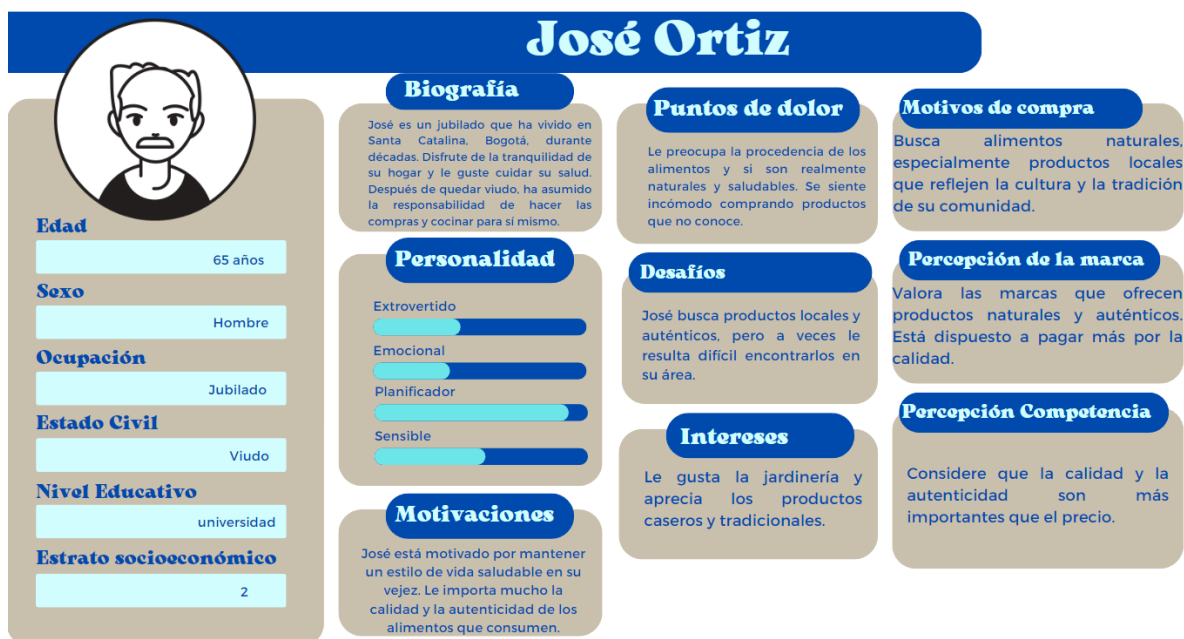 José Ortiz
Edad
65 años
Sexo
Hombre
Ocupación
Jubilado
Estado Civil
Viudo
Nivel Educativo
universidad
Estrato socioeconómico
2
Biografía
José es un jubilado que ha vivido en
Santa Catalina, Bogotá, durante
décadas. Disfrute de la tranquilidad de
su hogar y le guste cuidar su salud.
Después de quedar viudo, ha asumido
la responsabilidad de hacer las
compras y cocinar para sí mismo.
Personalidad
Extrovertido
Emocional
Planificador
Sensible
Motivaciones
José está motivado por mantener
un estilo de vida saludable en su
vejez. Le importa mucho la
calidad y la autenticidad de los
alimentos que consumen.
Puntos de dolor
Le preocupa la procedencia de los
alimentos y si son realmente
naturales y saludables. Se siente
incómodo comprando productos
que no conoce.
Desafíos
José busca productos locales y
auténticos, pero a veces le
resulta difícil encontrarlos en
su área.
Intereses
Le gusta la jardinería y
aprecia los productos
caseros y tradicionales.
Motivos de compra
Busca alimentos naturales,
especialmente productos locales
que reflejen la cultura y la tradición
de su comunidad.
Percepción de la marca
Valora las marcas que ofrecen
productos naturales y auténticos.
Está dispuesto a pagar más por la
calidad.
Percepción Competencia
Considere que la calidad y la
autenticidad son más
importantes que el precio.